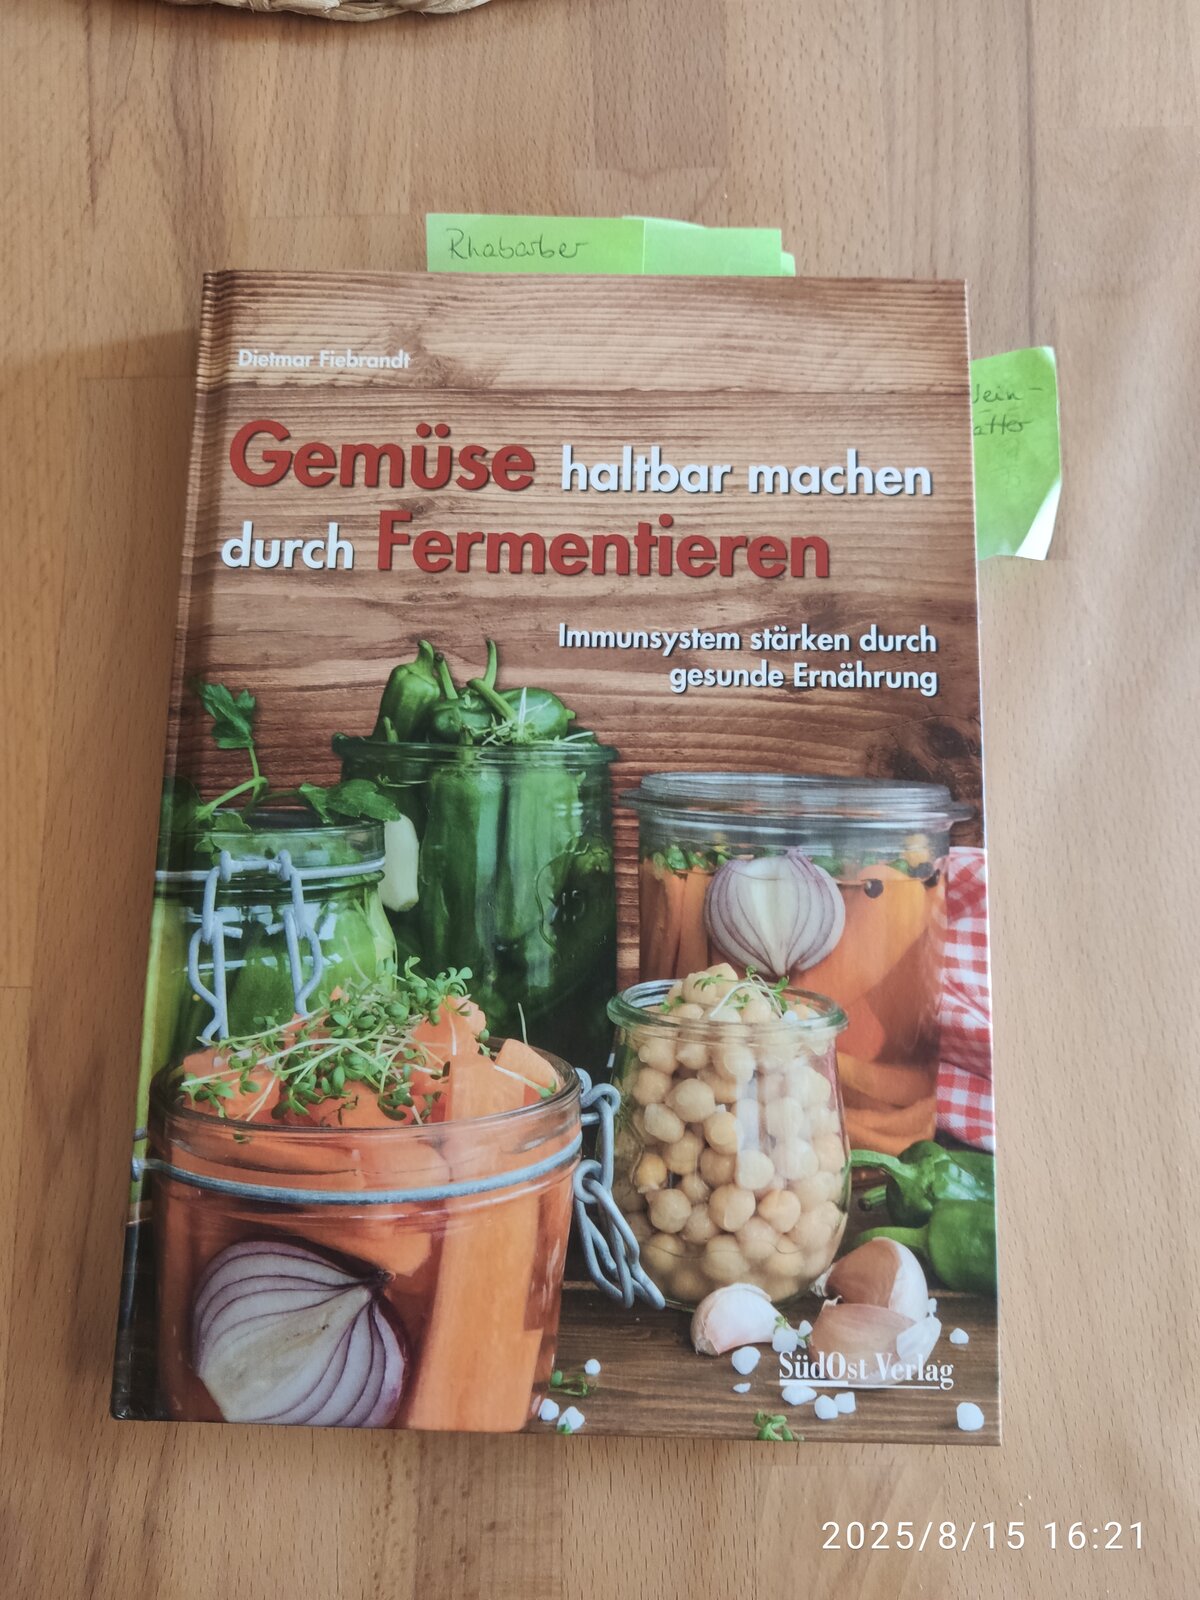 Rhabarber
Dietmar Fiebrandt
Gemüse haltbar machen
durch Fermentieren
Immunsystem stärken durch
gesunde Ernährung
SüdOst Verlag
2025/8/15 16:21